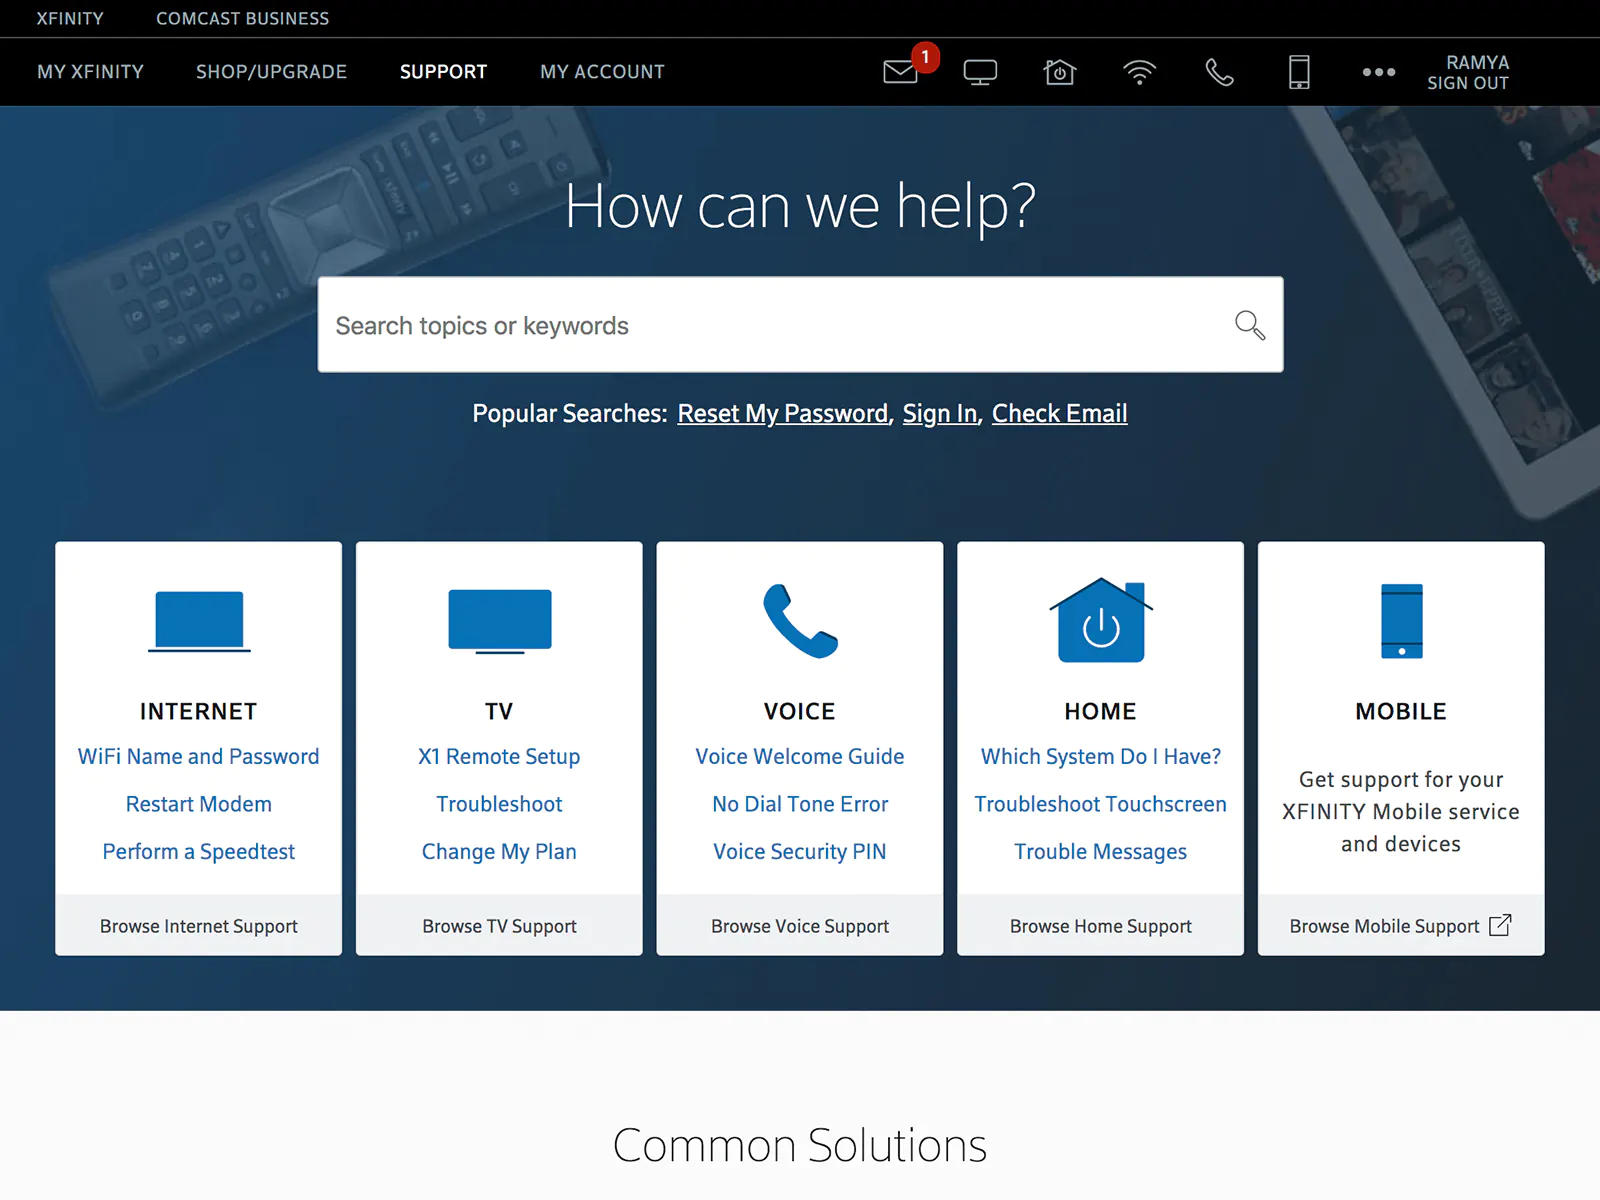 XFINITY COMCAST BUSINESS
MY XFINITY SHOP/UPGRADE SUPPORT MY ACCOUNT 1 RAMYA
SIGN OUT
How can we help?
Search topics or keywords
Popular Searches: Reset My Password, Sign In, Check Email
INTERNET
WiFi Name and Password
Restart Modem
Perform a Speedtest
Browse Internet Support
TV
X1 Remote Setup
Troubleshoot
Change My Plan
Browse TV Support
VOICE
Voice Welcome Guide
No Dial Tone Error
Voice Security PIN
Browse Voice Support
HOME
Which System Do I Have?
Troubleshoot Touchscreen
Trouble Messages
Browse Home Support
MOBILE
Get support for your
XFINITY Mobile service
and devices
Browse Mobile Support
Common Solutions